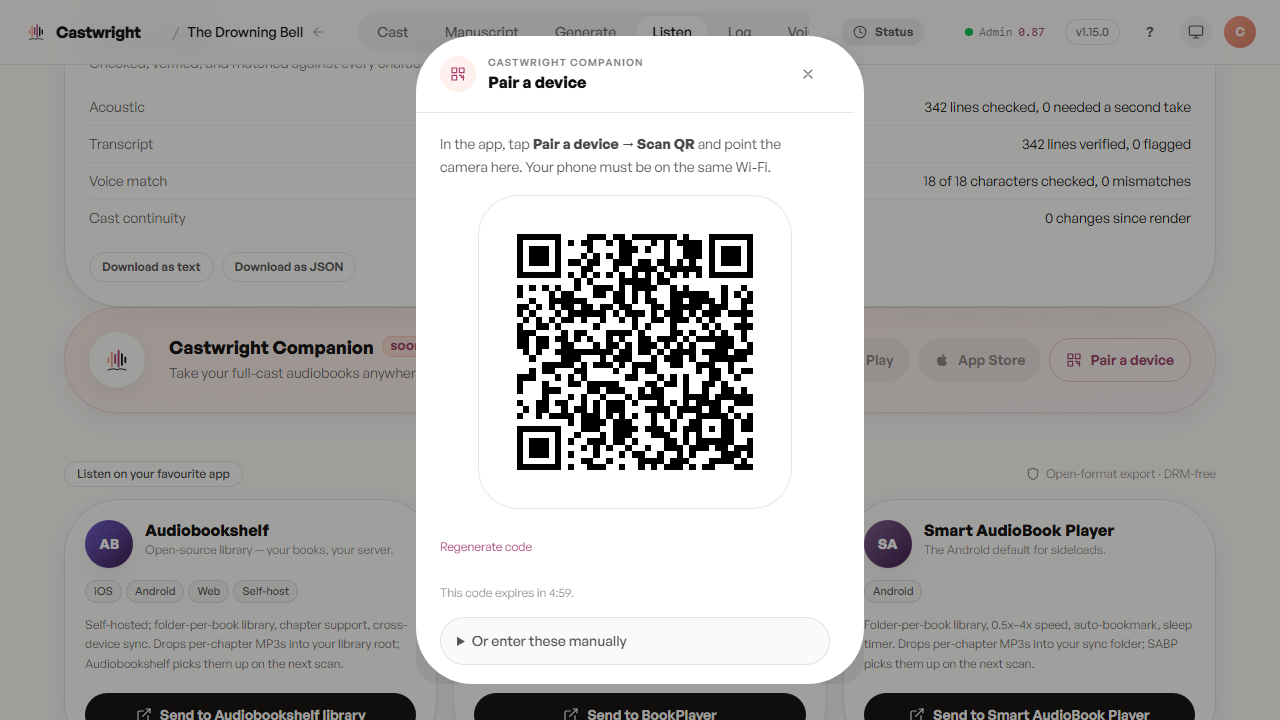 Castwright / The Drowning Bell ← Cast Manuscript Generate Listen Log Status Admin 0.87 v1.15.0 ? C
CASTWRIGHT COMPANION
Pair a device
Acoustic 342 lines checked, 0 needed a second take
Transcript 342 lines verified, 0 flagged
Voice match 18 of 18 characters checked, 0 mismatches
Cast continuity 0 changes since render
Download as text Download as JSON
In the app, tap Pair a device → Scan QR and point the
camera here. Your phone must be on the same Wi-Fi.
Castwright Companion
Take your full-cast audiobooks
Play App Store Pair a device
Regenerate code
This code expires in 4:59.
▶ Or enter these manually
Listen on your favourite app Open-format export · DRM-free
AB Audiobookshelf
Open-source library — your books, your server.
iOS Android Web Self-host
Self-hosted; folder-per-book library, chapter support, cross-
device sync. Drops per-chapter MP3s into your library root;
Audiobookshelf picks them up on the next scan.
Send to Audiobookshelf library
Send to BookPlayer
SA Smart AudioBook Player
The Android default for sideloads.
Android
Folder-per-book library, 0.5x–4x speed, auto-bookmark, sleep
timer. Drops per-chapter MP3s into your sync folder; SABP
picks them up on the next scan.
Send to Smart AudioBook Player